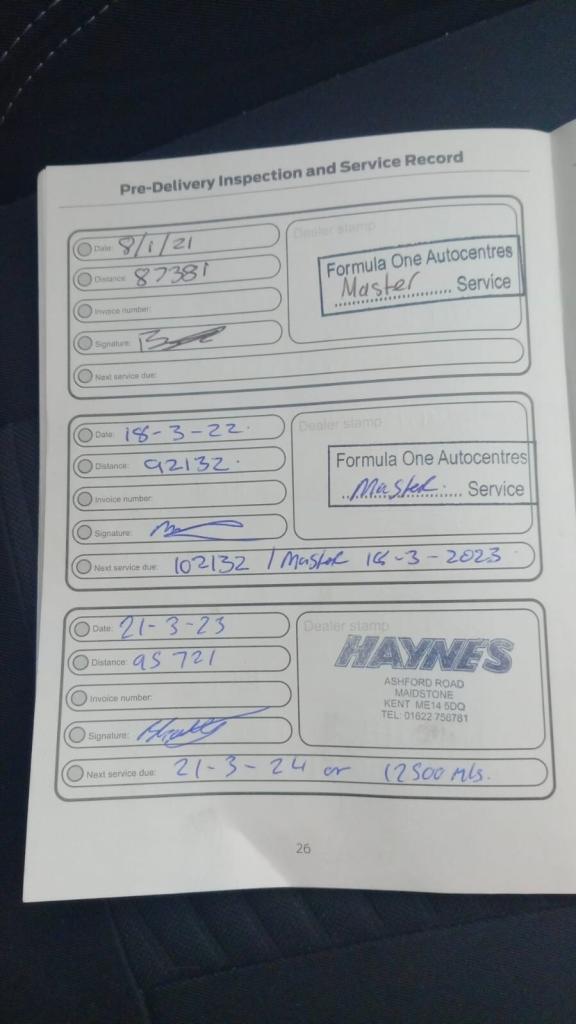 Pre-Delivery Inspection and Service Record
Date: 8/1/21
Distance: 87381
Invoice number:
Signature:
Next service due:
Dealer stamp
Formula One Autocentres
Master Service
Date: 18-3-22.
Distance: 92132.
Invoice number:
Signature:
Next service due: 102132 / Master 18-3-2023
Dealer stamp
Formula One Autocentres
Master Service
Date: 21-3-23
Distance: 95 721
Invoice number:
Signature:
Next service due: 21-3-24 or 12500 Mls.
Dealer stamp
HAYNES
ASHFORD ROAD
MAIDSTONE
KENT ME14 5DQ
TEL: 01622 756781
26